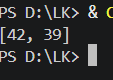 PS D:\LK> & 
[42, 39]
PS D:\LK>